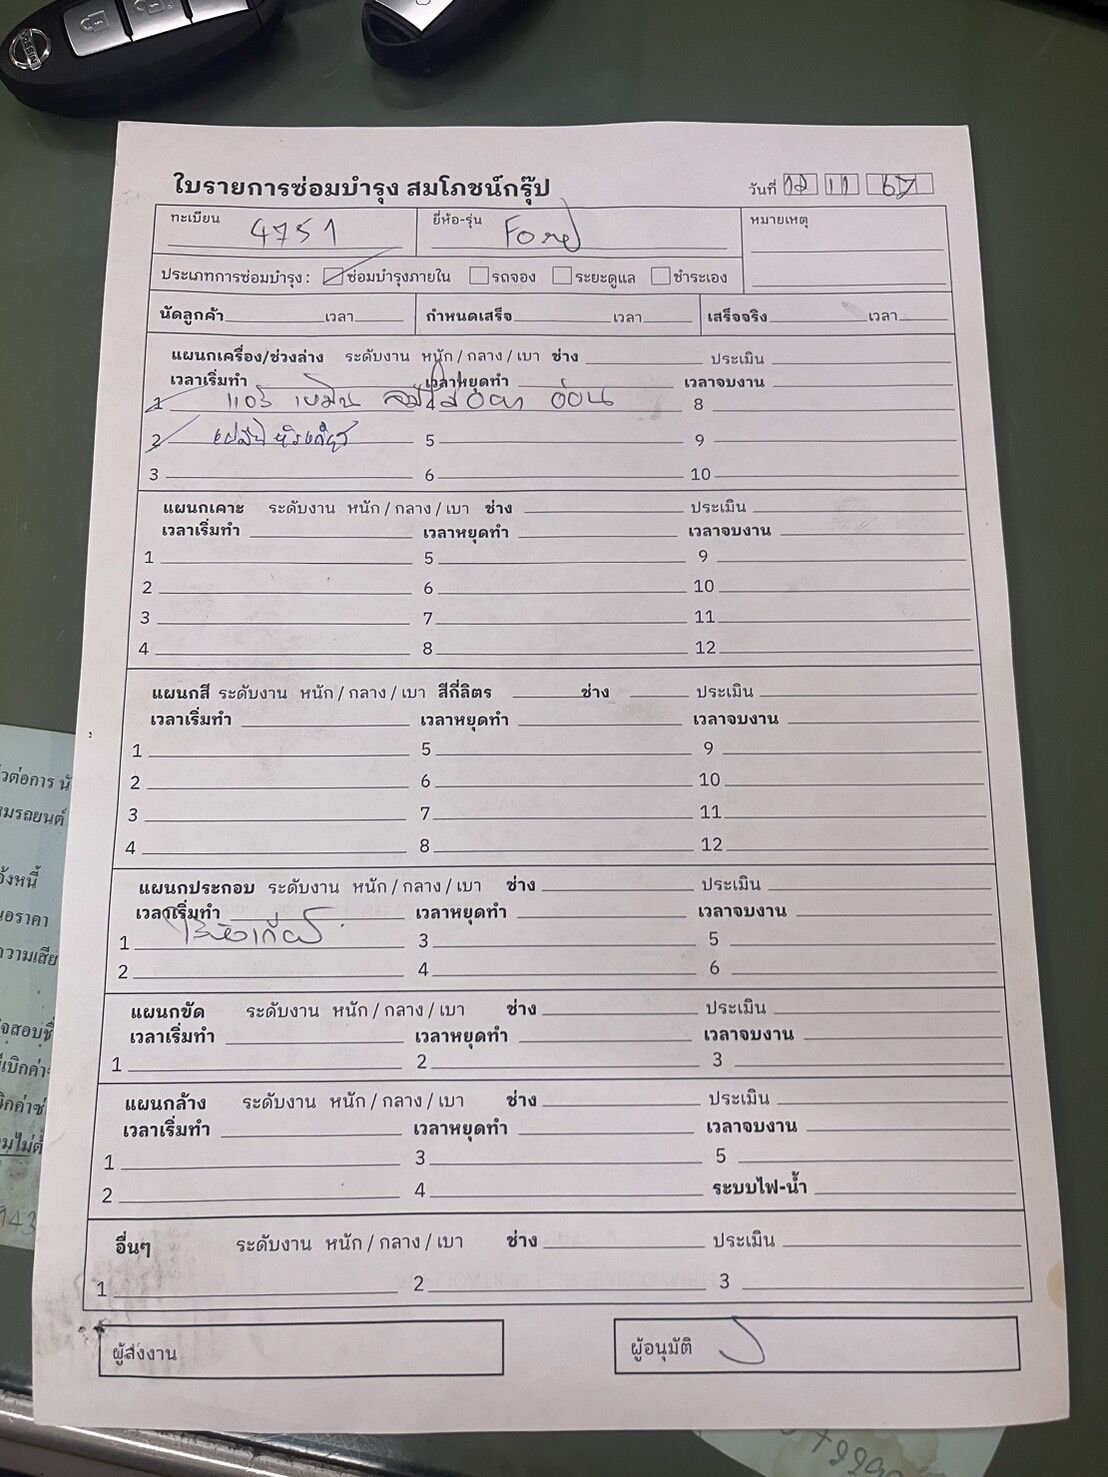 ใบรายการซ่อมบำรุง สมโภชน์กรุ๊ป
วันที่ 12 11 67
ทะเบียน 4751 ยี่ห้อ-รุ่น Ford หมายเหตุ
ประเภทการซ่อมบำรุง : ซ่อมบำรุงภายใน รถจอง ระยะดูแล ชำระเอง
นัดลูกค้า เวลา กำหนดเสร็จ เวลา เสร็จจริง เวลา
แผนกเครื่อง/ช่วงล่าง ระดับงาน หนัก / กลาง / เบา ช่าง ประเมิน
เวลาเริ่มทำ เวลาหยุดทำ เวลาจบงาน
1 แอร์ เหม็น อ่อน 8
2 5 9
3 6 10
แผนกเคาะ ระดับงาน หนัก / กลาง / เบา ช่าง ประเมิน
เวลาเริ่มทำ เวลาหยุดทำ เวลาจบงาน
1 5 9
2 6 10
3 7 11
4 8 12
แผนกสี ระดับงาน หนัก / กลาง / เบา สีกี่ลิตร ช่าง ประเมิน
เวลาเริ่มทำ เวลาหยุดทำ เวลาจบงาน
1 5 9
2 6 10
3 7 11
4 8 12
แผนกประกอบ ระดับงาน หนัก / กลาง / เบา ช่าง ประเมิน
เวลาเริ่มทำ เวลาหยุดทำ เวลาจบงาน
1 3 5
2 4 6
แผนกขัด ระดับงาน หนัก / กลาง / เบา ช่าง ประเมิน
เวลาเริ่มทำ เวลาหยุดทำ เวลาจบงาน
1 2 3
แผนกล้าง ระดับงาน หนัก / กลาง / เบา ช่าง ประเมิน
เวลาเริ่มทำ เวลาหยุดทำ เวลาจบงาน
1 3 5
2 4 ระบบไฟ-น้ำ
อื่นๆ ระดับงาน หนัก / กลาง / เบา ช่าง ประเมิน
1 2 3
ผู้ส่งงาน ผู้อนุมัติ